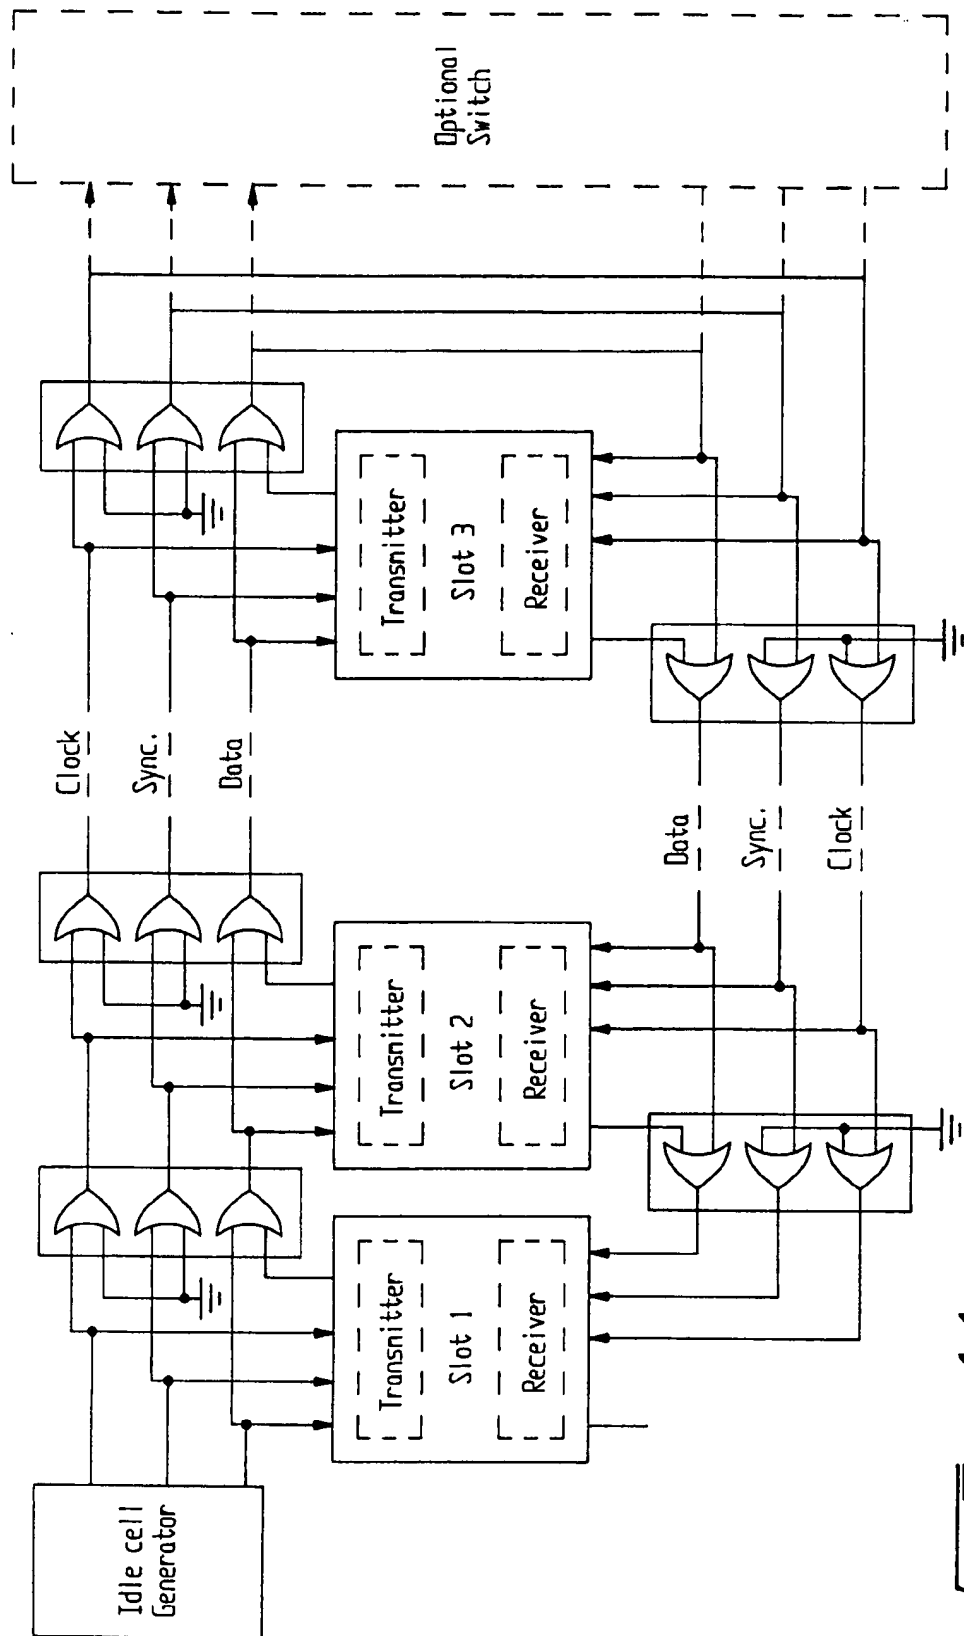 Clock
Idle cell
Generator
Sync.
Data
Transmitter
Transmitter
Transmitter
Optional
Switch
Slot 1
Slot 2
Slot 3
Receiver
Receiver
Receiver
Data
Sync.
Clock